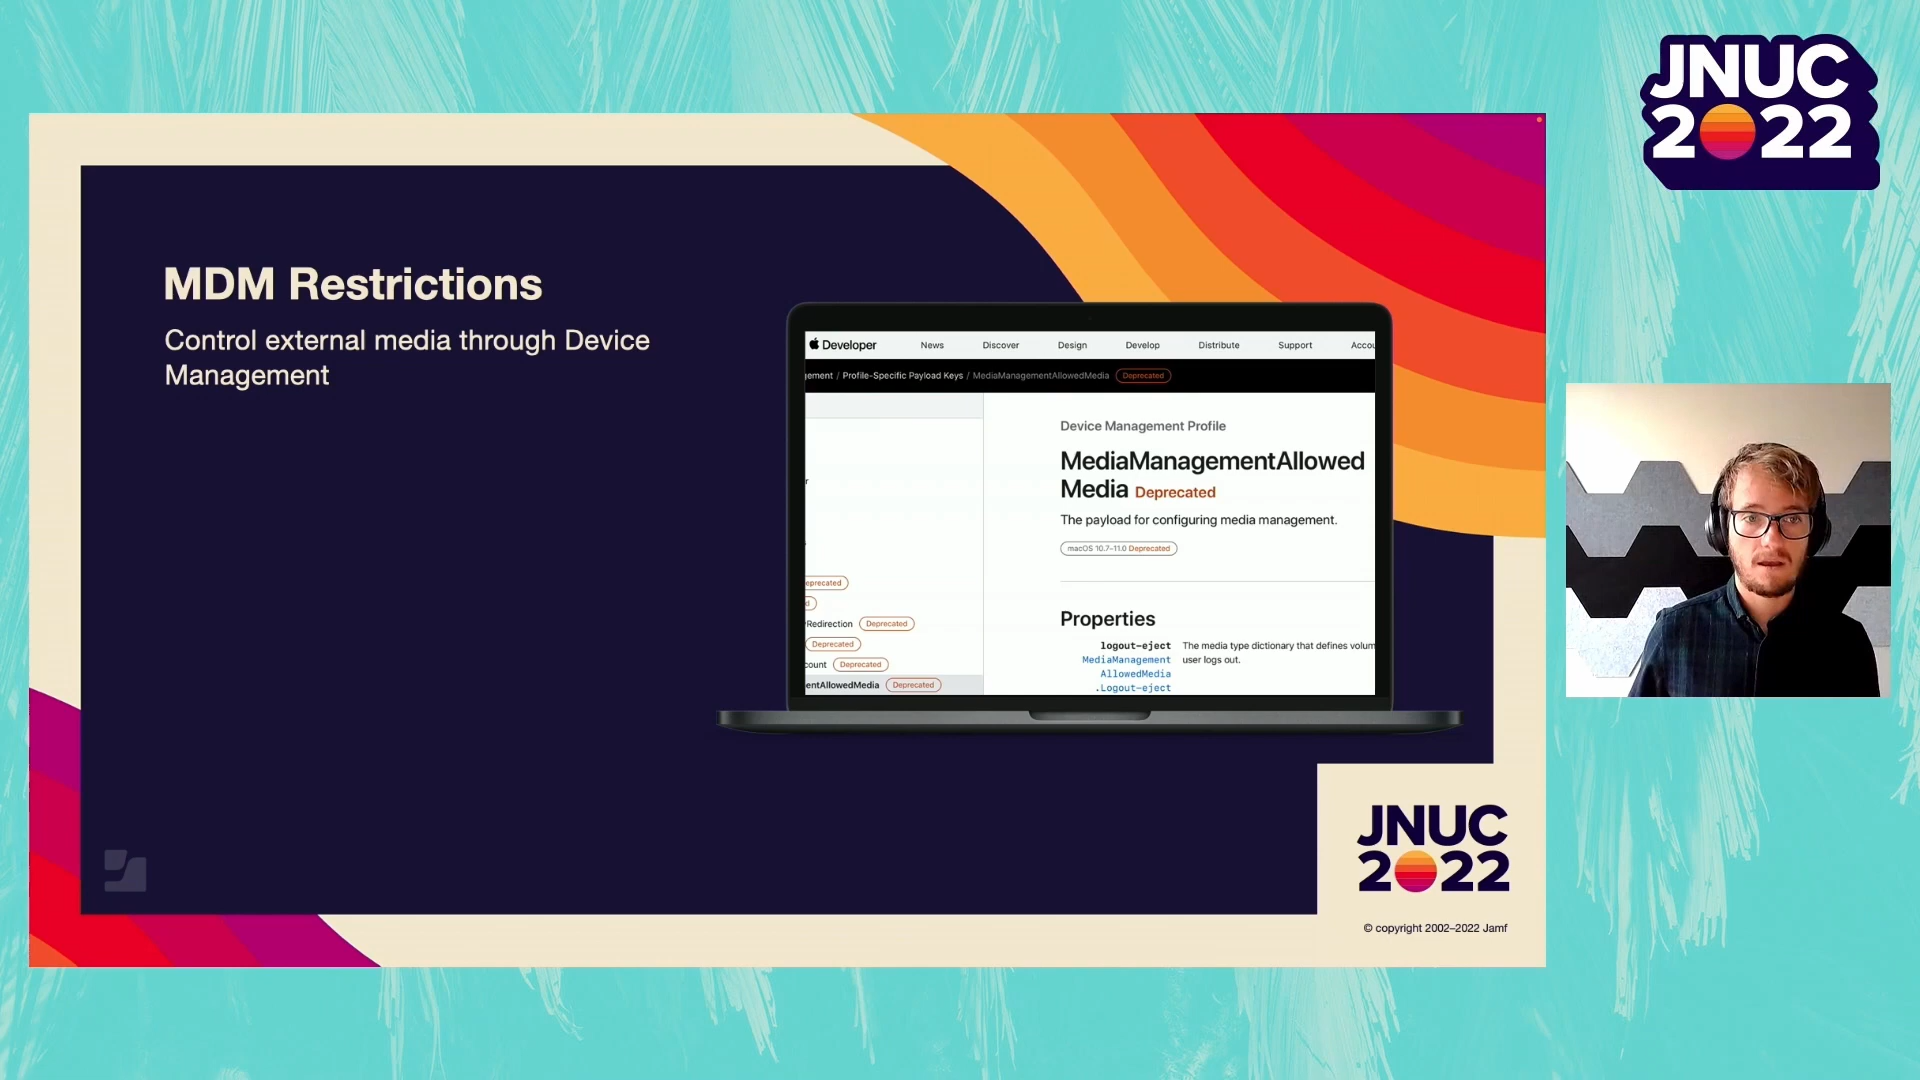 JNUC
2022
MDM Restrictions
Control external media through Device
Management
Developer
News
Discover
Design
Develop
Distribute
Support
/ Profile-Specific Payload Keys / MediaManagementAllowedMedia Deprecated
Device Management Profile
MediaManagementAllowed
Media Deprecated
The payload for configuring media management.
macOS 10.7–11.0 Deprecated
Properties
logout-eject
MediaManagement
AllowedMedia
.Logout-eject
The media type dictionary that defines
user logs out.
Redirection Deprecated
Deprecated
Deprecated
entAllowedMedia Deprecated
JNUC
2022
© copyright 2002–2022 Jamf